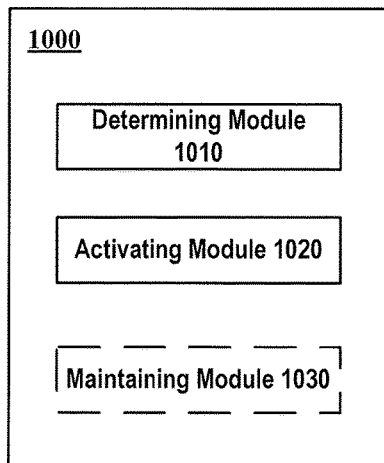 1000
Determining Module
1010
Activating Module 1020
Maintaining Module 1030